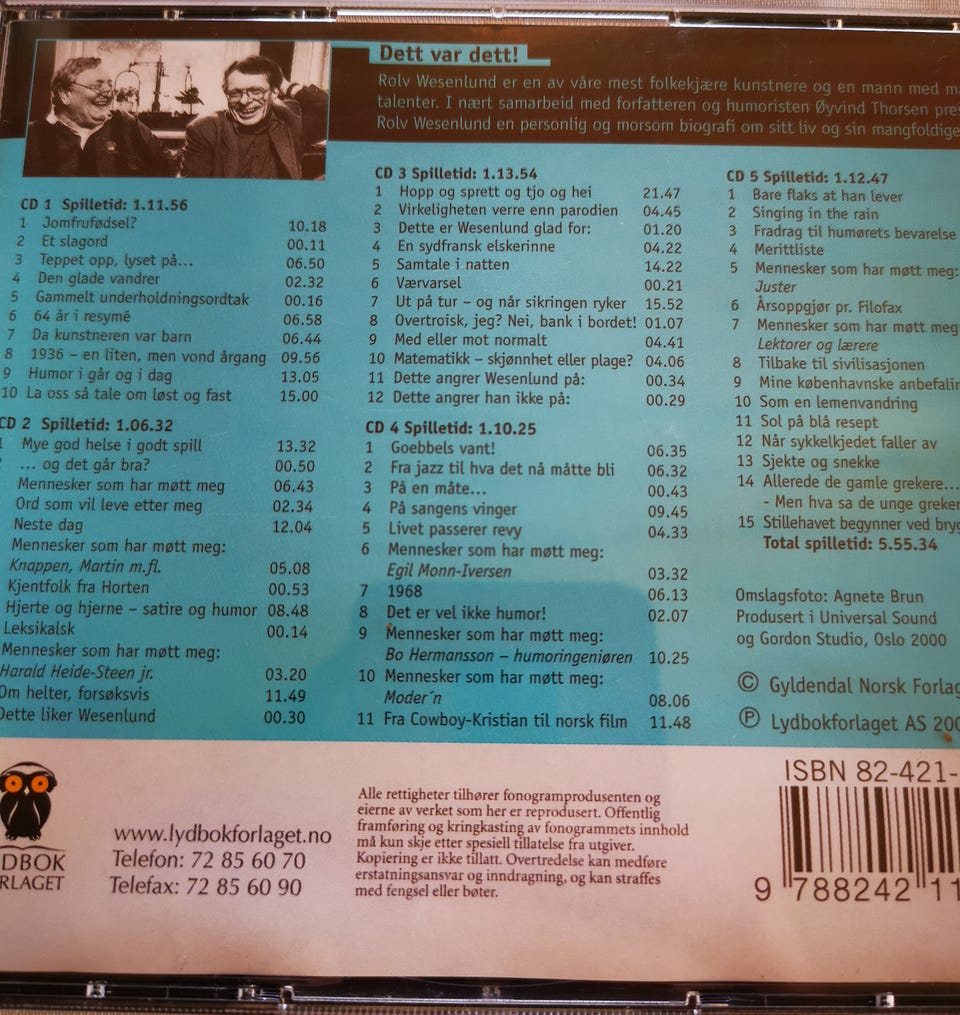 Dett var dett!
Rolv Wesenlund er en av våre mest folkekjære kunstnere og en mann med
talenter. I nært samarbeid med forfatteren og humoristen Øyvind Thorsen
Rolv Wesenlund en personlig og morsom biografi om sitt liv og sin
CD 1 Spilletid: 1.11.56
1 Jomfrufødsel? 10.18
2 Et slagord 00.11
3 Teppet opp, lyset på... 06.50
4 Den glade vandrer 02.32
5 Gammelt underholdningsordtak 00.16
6 64 år i resymé 06.58
7 Da kunstneren var barn 06.44
8 1936 – en liten, men vond årgang 09.56
9 Humor i går og i dag 13.05
10 La oss så tale om løst og fast 15.00
CD 2 Spilletid: 1.06.32
1 Mye god helse i godt spill 13.32
... og det går bra? 00.50
Mennesker som har møtt meg 06.43
Ord som vil leve etter meg 02.34
Neste dag 12.04
Mennesker som har møtt meg:
Knappen, Martin m.fl. 05.08
Kjentfolk fra Horten 00.53
Hjerte og hjerne – satire og humor 08.48
Leksikalsk 00.14
Mennesker som har møtt meg:
Harald Heide-Steen jr. 03.20
Om helter, forsøksvis 11.49
Dette liker Wesenlund 00.30
CD 3 Spilletid: 1.13.54
1 Hopp og sprett og tjo og hei 21.47
2 Virkeligheten verre enn parodien 04.45
3 Dette er Wesenlund glad for: 01.20
4 En sydfransk elskerinne 04.22
5 Samtale i natten 14.22
6 Værvarsel 00.21
7 Ut på tur – og når sikringen ryker 15.52
8 Overtroisk, jeg? Nei, bank i bordet! 01.07
9 Med eller mot normalt 04.41
10 Matematikk – skjønnhet eller plage? 04.06
11 Dette angrer Wesenlund på: 00.34
12 Dette angrer han ikke på: 00.29
CD 4 Spilletid: 1.10.25
1 Goebbels vant! 06.35
2 Fra jazz til hva det nå måtte bli 06.32
3 På en måte... 00.43
4 På sangens vinger 09.45
5 Livet passerer revy 04.33
6 Mennesker som har møtt meg:
Egil Monn-Iversen 03.32
7 1968 06.13
8 Det er vel ikke humor! 02.07
9 Mennesker som har møtt meg:
Bo Hermansson – humoringeniøren 10.25
10 Mennesker som har møtt meg:
Moder´n 08.06
11 Fra Cowboy-Kristian til norsk film 11.48
CD 5 Spilletid: 1.12.47
1 Bare flaks at han lever
2 Singing in the rain
3 Fradrag til humørets bevarelse
4 Merittliste
5 Mennesker som har møtt meg:
Juster
6 Årsoppgjør pr. Filofax
7 Mennesker som har møtt meg:
Lektorer og lærere
8 Tilbake til sivilisasjonen
9 Mine københavnske
10 Som en lemenvandring
11 Sol på blå resept
12 Når sykkelkjedet faller av
13 Sjekte og snekke
14 Allerede de gamle grekere...
- Men hva sa de unge
15 Stillehavet begynner ved
Total spilletid: 5.55.34
Omslagsfoto: Agnete Brun
Produsert i Universal Sound
og Gordon Studio, Oslo 2000
© Gyldendal Norsk
℗ Lydbokforlaget AS
www.lydbokforlaget.no
Telefon: 72 85 60 70
Telefax: 72 85 60 90
Alle rettigheter tilhører fonogramprodusenten og
eierne av verket som her er reprodusert. Offentlig
framføring og kringkasting av fonogrammets innhold
må kun skje etter spesiell tillatelse fra utgiver.
Kopiering er ikke tillatt. Overtredelse kan medføre
erstatningsansvar og inndragning, og kan straffes
med fengsel eller bøter.
ISBN 82-421-
9 788242 11